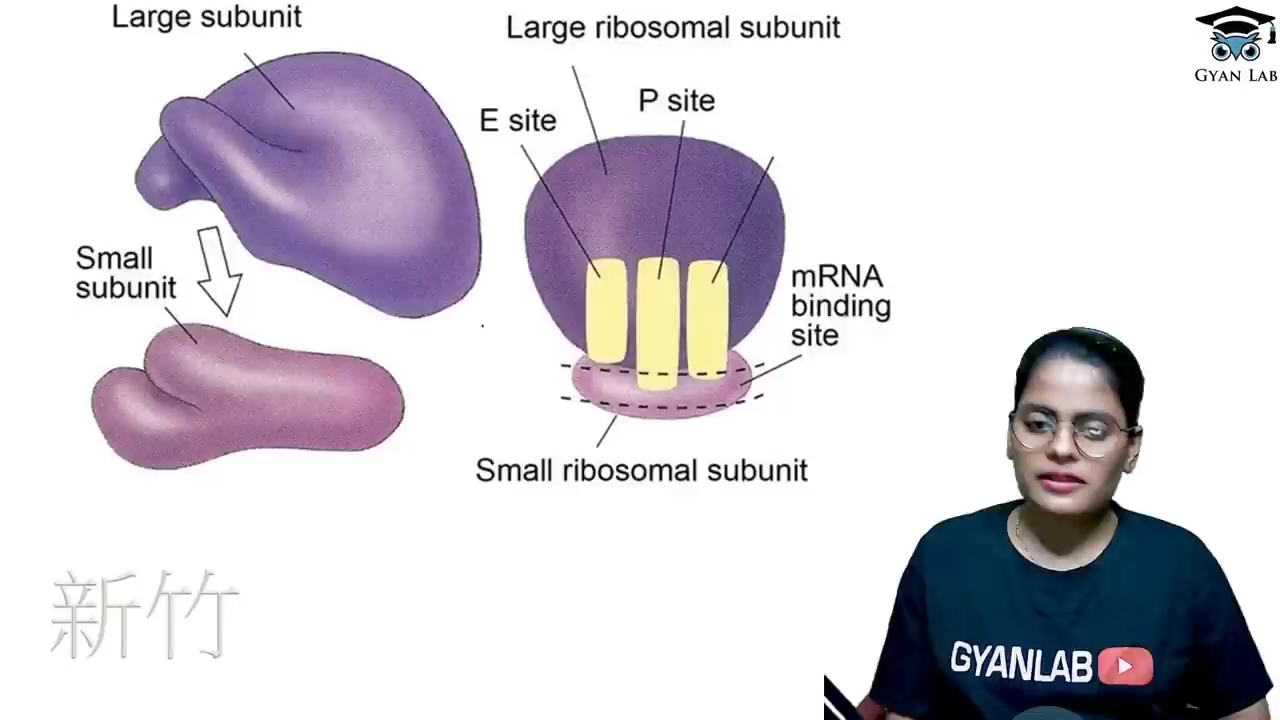 Large subunit
Large ribosomal subunit
P site
E site
Small
subunit
mRNA
binding
site
Small ribosomal subunit
GYAN LAB
GYANLAB
新竹